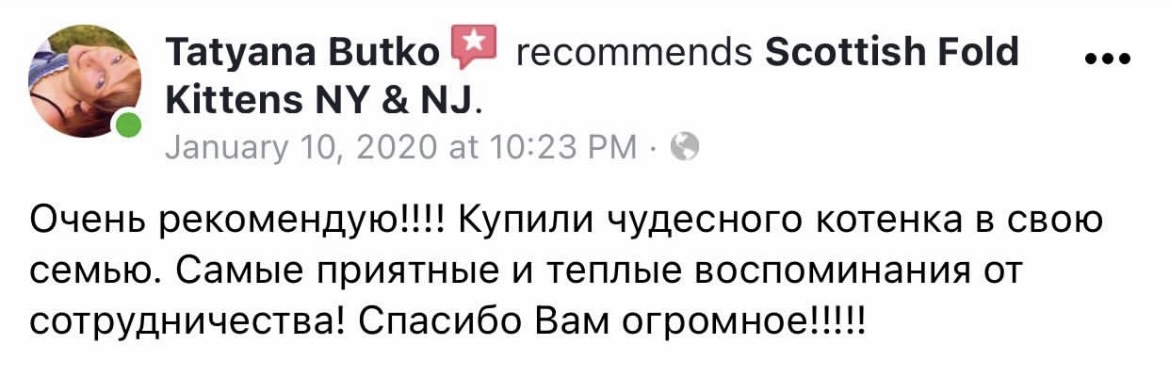 Tatyana Butko recommends Scottish Fold
Kittens NY & NJ.
January 10, 2020 at 10:23 PM ·
Очень рекомендую!!!! Купили чудесного котенка в свою
семью. Самые приятные и теплые воспоминания от
сотрудничества! Спасибо Вам огромное!!!!!